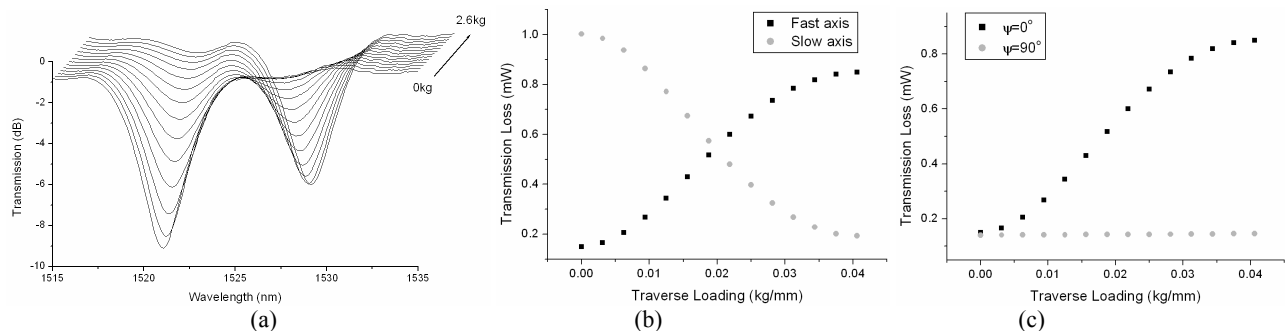 2.6kg
0kg
0
-2
-4
-6
-8
-10
1515
1520
1525
1530
1535
Transmission (dB)
Wavelength (nm)
(a)
Fast axis
Slow axis
1.0
0.8
0.6
0.4
0.2
0.00
0.01
0.02
0.03
0.04
Transmission Loss (mW)
Traverse Loading (kg/mm)
(b)
ψ=0°
ψ=90°
0.8
0.6
0.4
0.2
0.00
0.01
0.02
0.03
0.04
Transmission Loss (mW)
Traverse Loading (kg/mm)
(c)